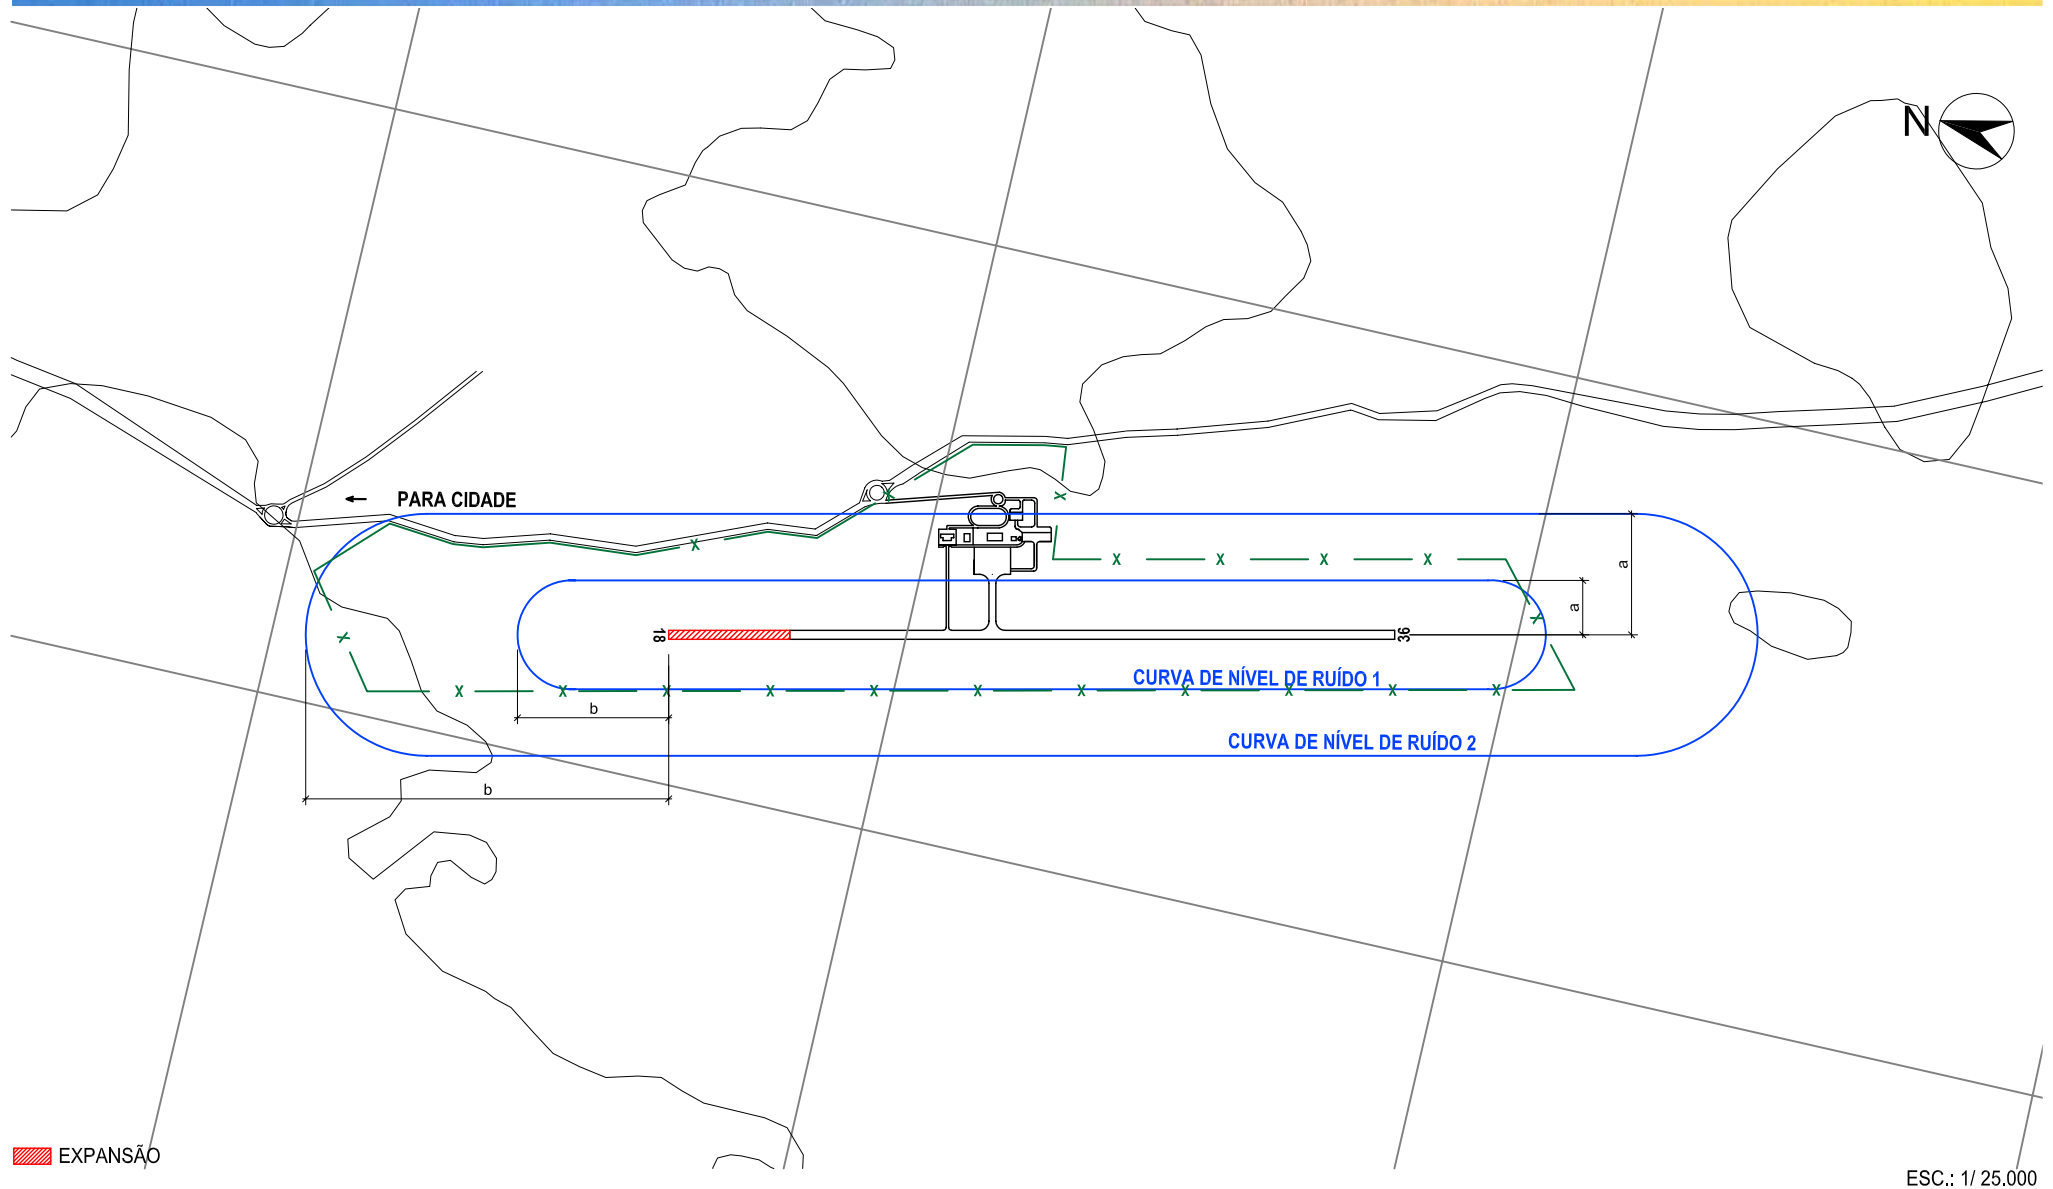 N
PARA CIDADE
a
a
18
36
CURVA DE NÍVEL DE RUÍDO 1
b
CURVA DE NÍVEL DE RUÍDO 2
b
EXPANSÃO
ESC.: 1/ 25.000